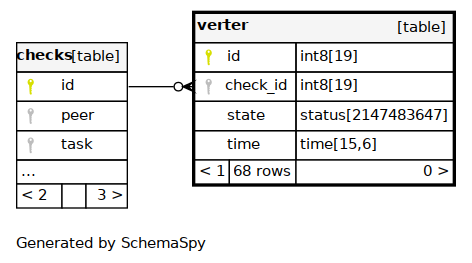 checks [table]
id
peer
task
...
< 2 3 >
verter [table]
id int8[19]
check_id int8[19]
state status[2147483647]
time time[15,6]
< 1 68 rows 0 >
Generated by SchemaSpy